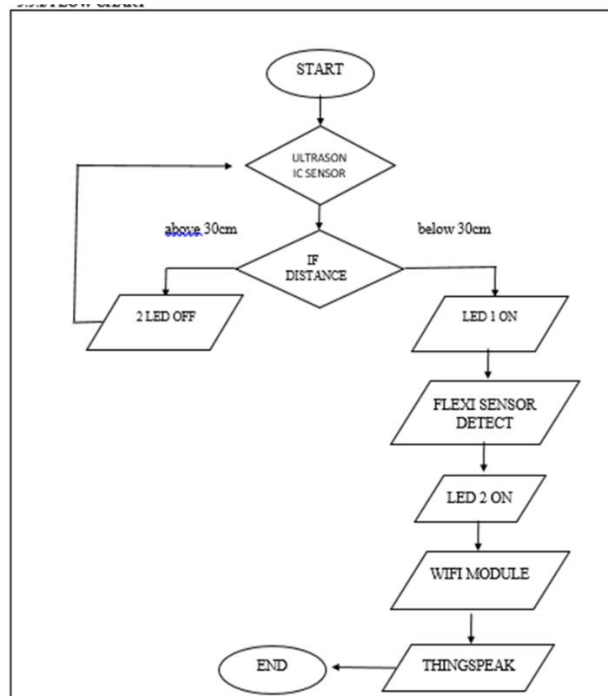 START
ULTRASON
IC SENSOR
above 30cm
below 30cm
IF
DISTANCE
2 LED OFF
LED 1 ON
FLEXI SENSOR
DETECT
LED 2 ON
WIFI MODULE
THINGSPEAK
END